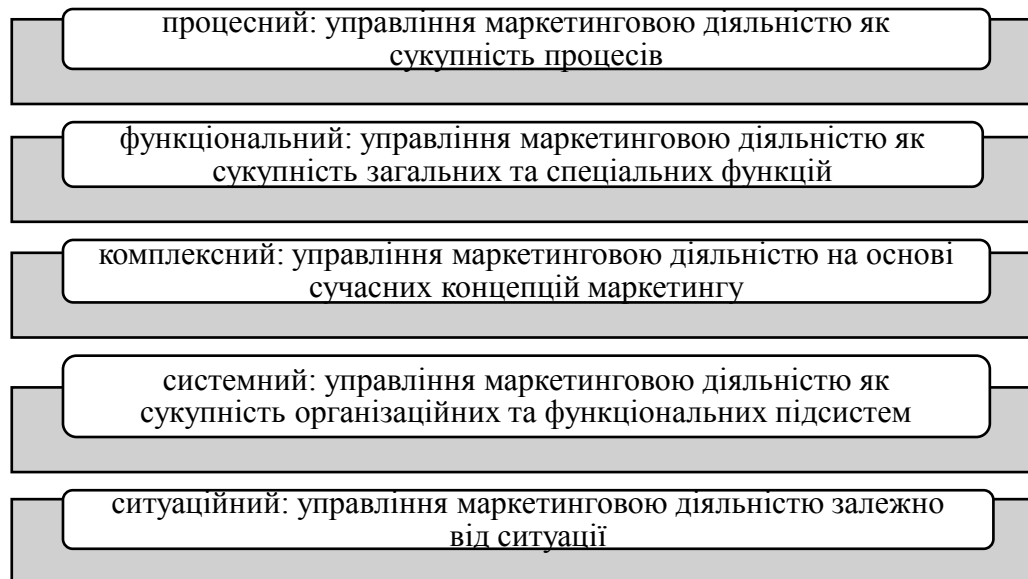 процесний: управління маркетинговою діяльністю як
сукупність процесів
функціональний: управління маркетинговою діяльністю як
сукупність загальних та спеціальних функцій
комплексний: управління маркетинговою діяльністю на основі
сучасних концепцій маркетингу
системний: управління маркетинговою діяльністю як
сукупність організаційних та функціональних підсистем
ситуаційний: управління маркетинговою діяльністю залежно
від ситуації